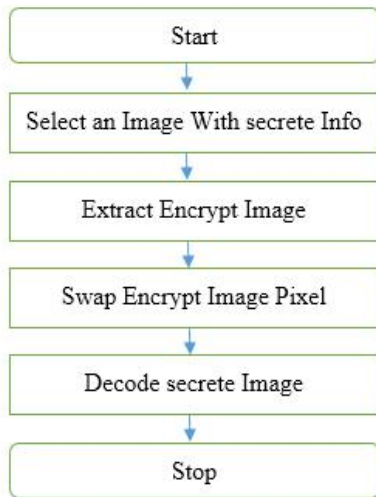 Start
Select an Image With secrete Info
Extract Encrypt Image
Swap Encrypt Image Pixel
Decode secrete Image
Stop